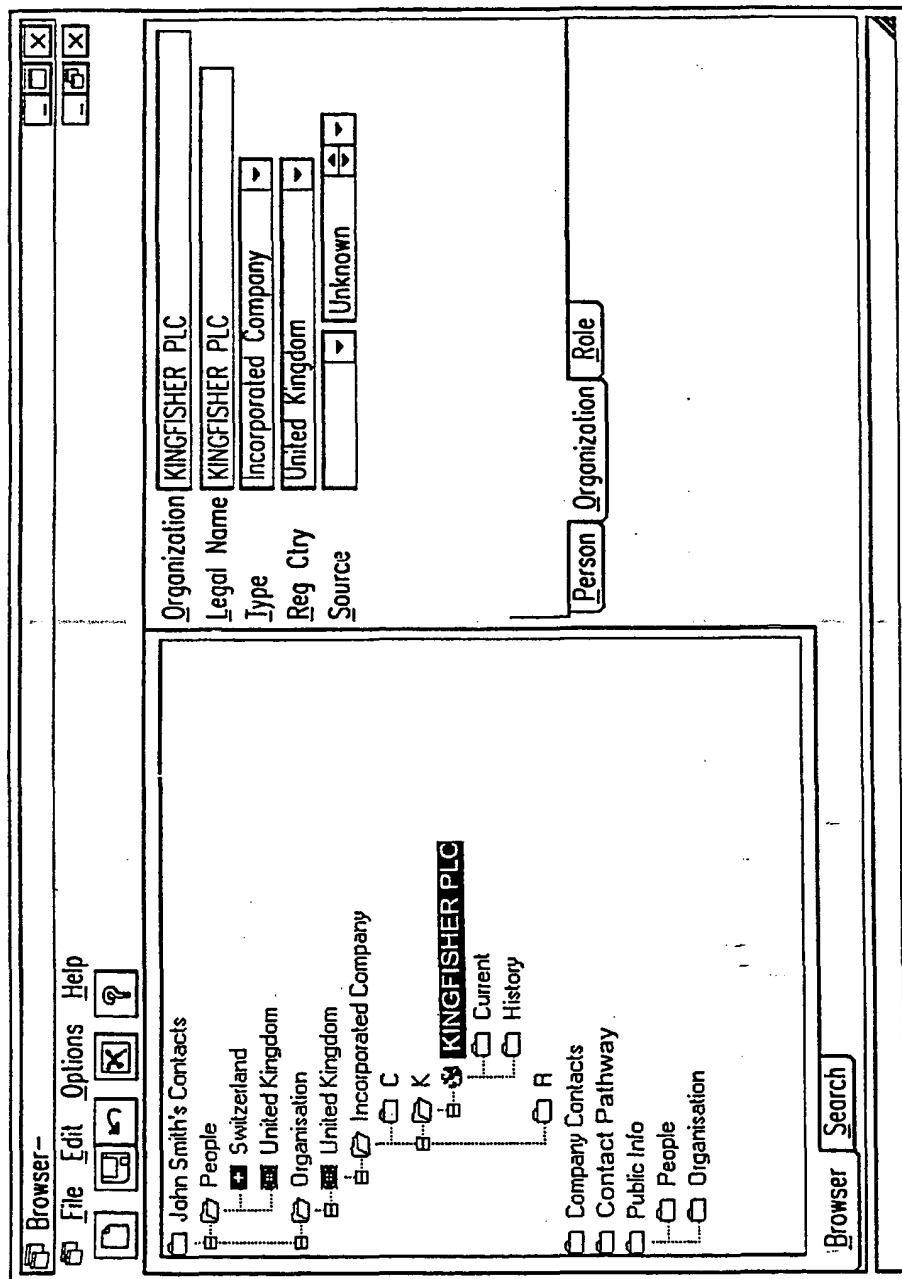 Browser-
File Edit Options Help
John Smith's Contacts
People
Switzerland
United Kingdom
Organisation
United Kingdom
Incorporated Company
C
K
KINGFISHER PLC
Current
History
R
Company Contacts
Contact Pathway
Public Info
People
Organisation
Browser Search
Organization KINGFISHER PLC
Legal Name KINGFISHER PLC
Type Incorporated Company
Reg Ctry United Kingdom
Source Unknown
Person Organization Role